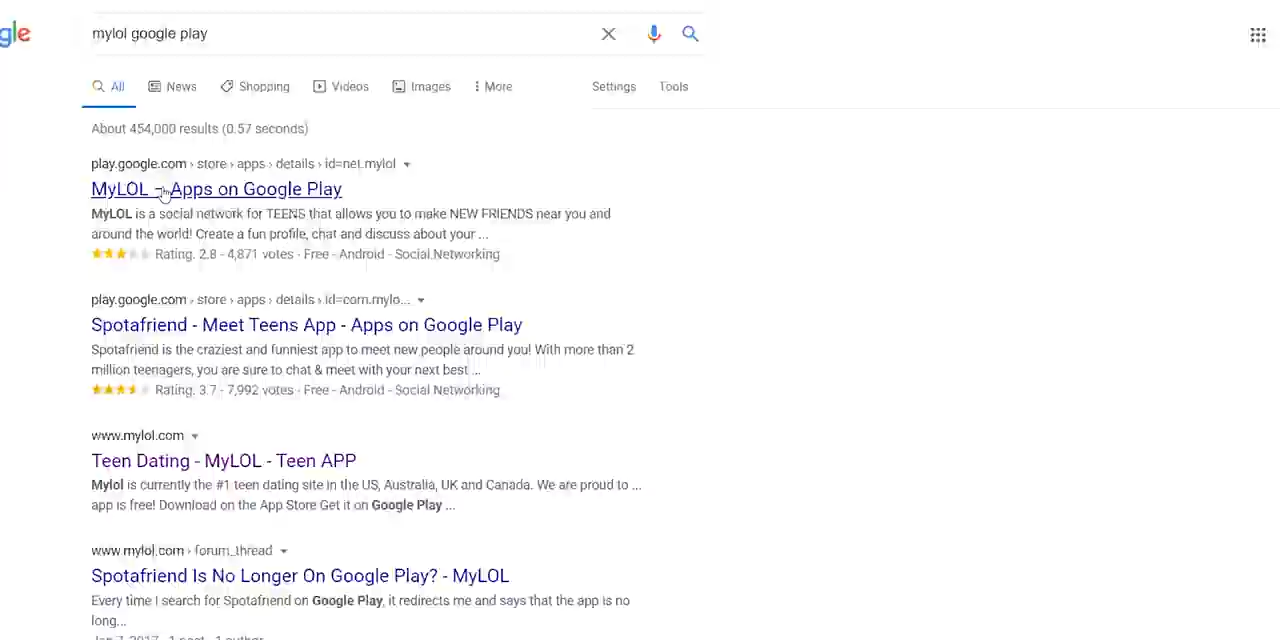 gle
mylol google play
All News Shopping Videos Images More Settings Tools
About 454,000 results (0.57 seconds)
play.google.com › store › apps › details › id=net.mylol
MyLOL - Apps on Google Play
MyLOL is a social network for TEENS that allows you to make NEW FRIENDS near you and
around the world! Create a fun profile, chat and discuss about your ...
Rating: 2.8 - 4,871 votes - Free - Android - Social Networking
play.google.com › store › apps › details › id=com.mylo...
Spotafriend - Meet Teens App - Apps on Google Play
Spotafriend is the craziest and funniest app to meet new people around you! With more than 2
million teenagers, you are sure to chat & meet with your next best ...
Rating: 3.7 - 7,992 votes - Free - Android - Social Networking
www.mylol.com
Teen Dating - MyLOL - Teen APP
Mylol is currently the #1 teen dating site in the US, Australia, UK and Canada. We are proud to ...
app is free! Download on the App Store Get it on Google Play ...
www.mylol.com › forum_thread
Spotafriend Is No Longer On Google Play? - MyLOL
Every time I search for Spotafriend on Google Play, it redirects me and says that the app is no
long...
Jan 7, 2017 - 1 post - 1 author